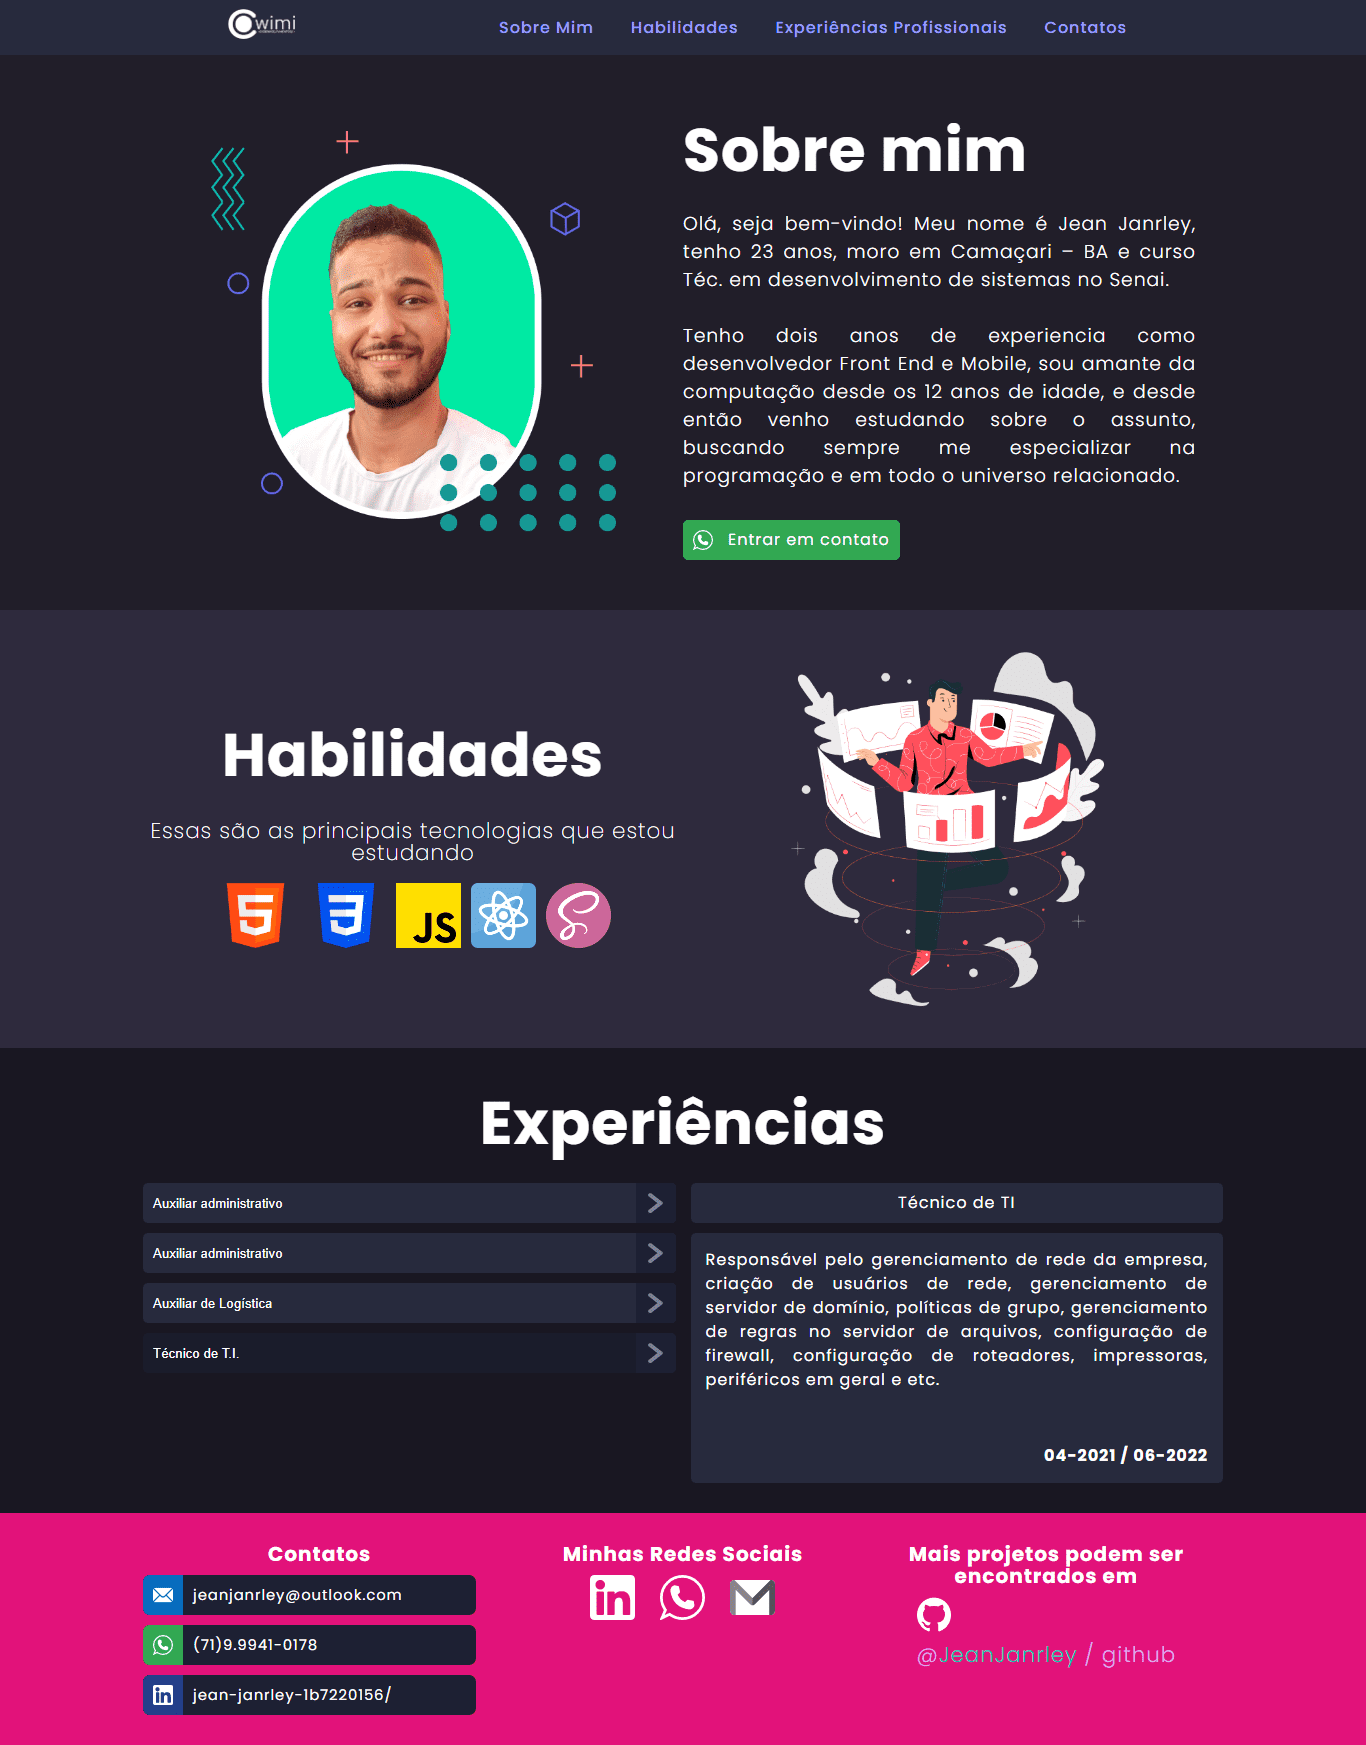 wimi
Sobre Mim
Habilidades
Experiências Profissionais
Contatos
Sobre mim
Olá, seja bem-vindo! Meu nome é Jean Janrley,
tenho 23 anos, moro em Camaçari – BA e curso
Téc. em desenvolvimento de sistemas no Senai.
Tenho dois anos de experiencia como
desenvolvedor Front End e Mobile, sou amante da
computação desde os 12 anos de idade, e desde
então venho estudando sobre o assunto,
buscando sempre me especializar na
programação e em todo o universo relacionado.
Entrar em contato
Habilidades
Essas são as principais tecnologias que estou
estudando
JS
Experiências
Auxiliar administrativo
Auxiliar administrativo
Auxiliar de Logística
Técnico de T.I.
Técnico de TI
Responsável pelo gerenciamento de rede da empresa,
criação de usuários de rede, gerenciamento de
servidor de domínio, políticas de grupo, gerenciamento
de regras no servidor de arquivos, configuração de
firewall, configuração de roteadores, impressoras,
periféricos em geral e etc.
04-2021 / 06-2022
Contatos
jeanjanrley@outlook.com
(71)9.9941-0178
jean-janrley-1b7220156/
Minhas Redes Sociais
Mais projetos podem ser
encontrados em
@JeanJanrley / github